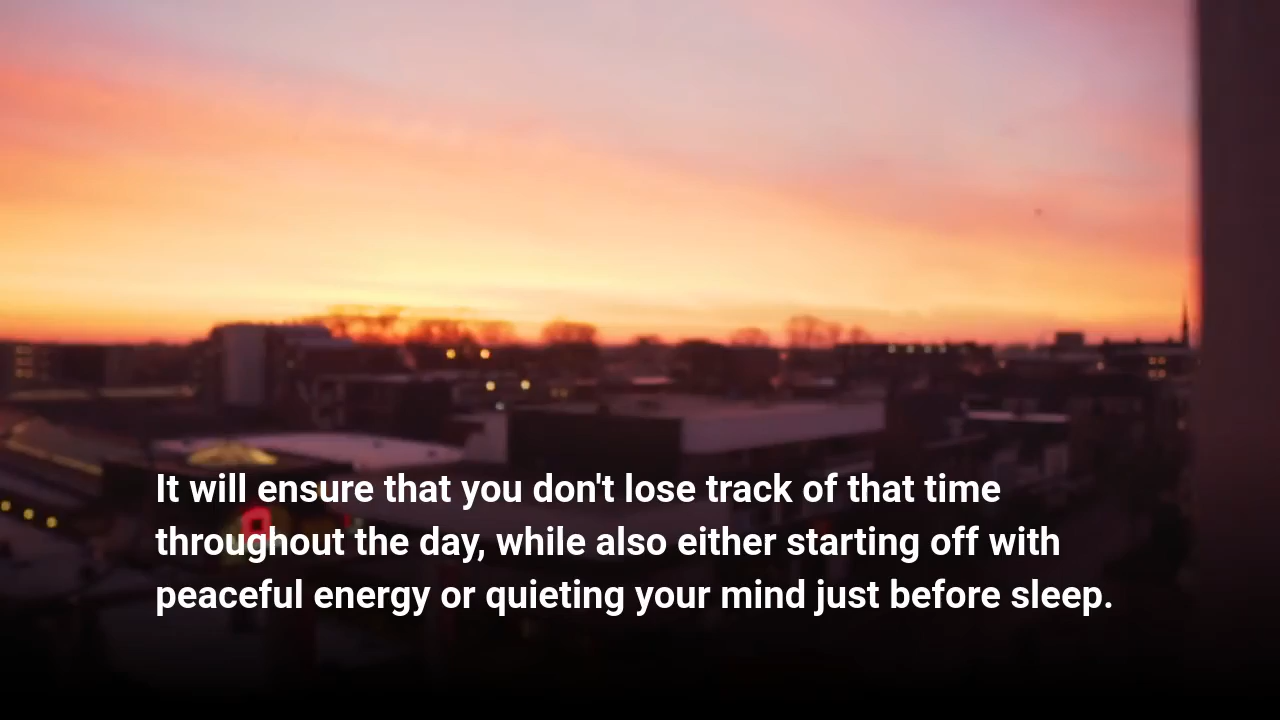 It will ensure that you don't lose track of that time
throughout the day, while also either starting off with
peaceful energy or quieting your mind just before sleep.